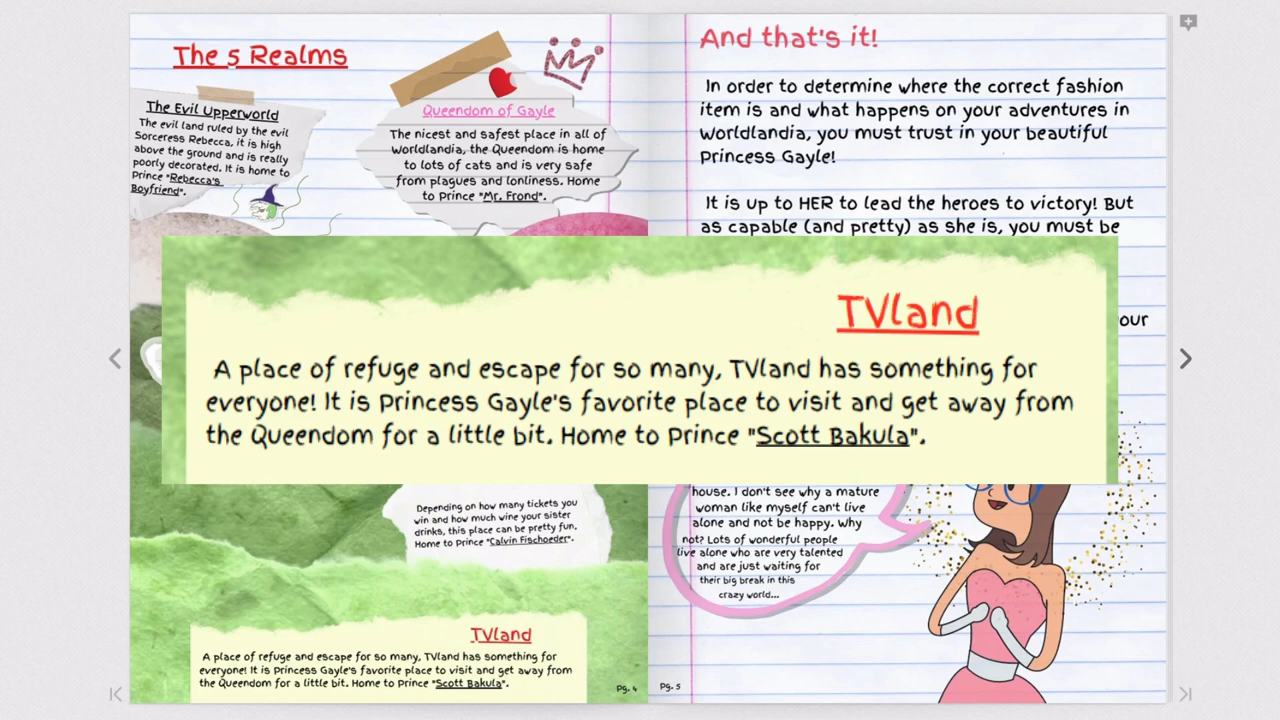 The 5 Realms
The Evil Upperworld
The evil land ruled by the evil
Sorceress Rebecca, it is high
above the ground and is really
poorly decorated. It is home to
Prince "Rebecca's
Boyfriend".
Queendom of Gayle
The nicest and safest place in all of
Worldlandia, the Queendom is home
to lots of cats and is very safe
from plagues and lonliness. Home
to Prince "Mr. Frond".
TVland
A place of refuge and escape for so many, TVland has something for
everyone! It is Princess Gayle's favorite place to visit and get away from
the Queendom for a little bit. Home to Prince "Scott Bakula".
Depending on how many tickets you
win and how much wine your sister
drinks, this place can be pretty fun.
Home to Prince "Calvin Fischoeder".
TVland
A place of refuge and escape for so many, TVland has something for
everyone! It is Princess Gayle's favorite place to visit and get away from
the Queendom for a little bit. Home to Prince "Scott Bakula".
Pg. 4
And that's it!
In order to determine where the correct fashion
item is and what happens on your adventures in
Worldlandia, you must trust in your beautiful
Princess Gayle!
It is up to HER to lead the heroes to victory! But
as capable (and pretty) as she is, you must be
our
house. I don't see why a mature
woman like myself can't live
alone and not be happy. Why
not? Lots of wonderful people
live alone who are very talented
and are just waiting for
their big break in this
crazy world...
Pg. 5